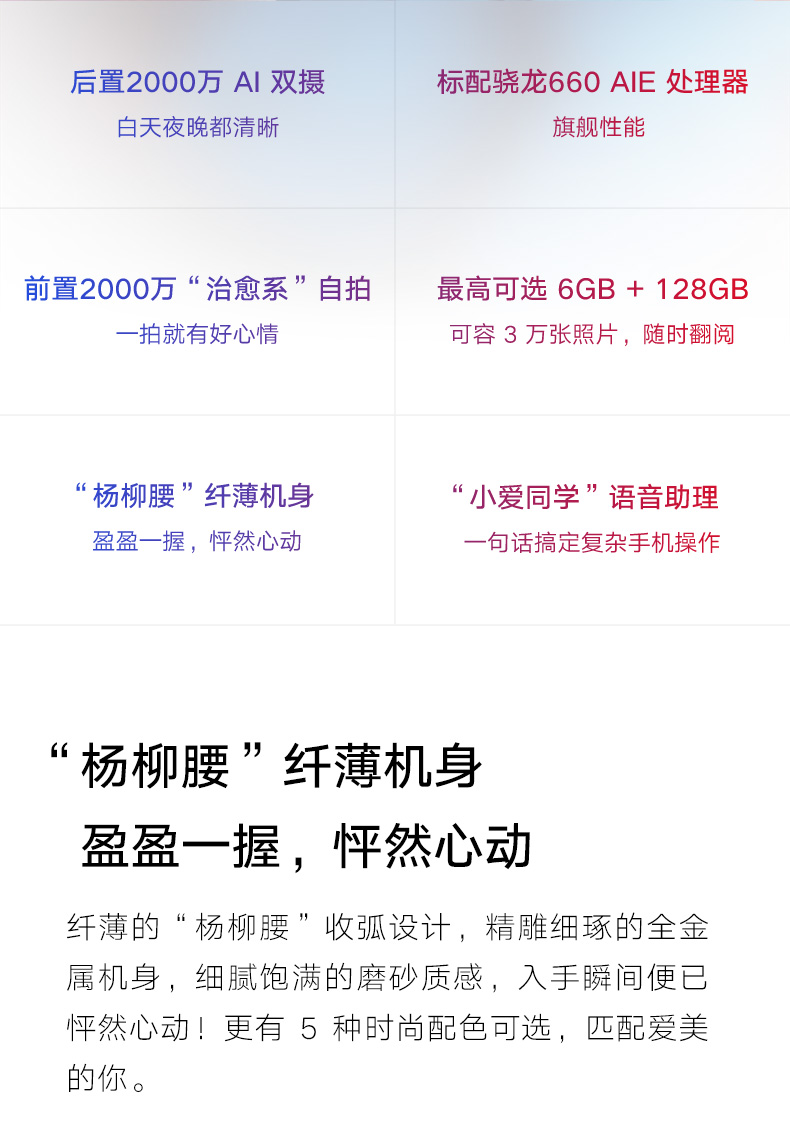 后置2000万 AI 双摄
白天夜晚都清晰
标配骁龙660 AIE 处理器
旗舰性能
前置2000万“治愈系”自拍
一拍就有好心情
最高可选 6GB + 128GB
可容 3 万张照片，随时翻阅
“杨柳腰”纤薄机身
盈盈一握，怦然心动
“小爱同学”语音助理
一句话搞定复杂手机操作
“杨柳腰”纤薄机身
盈盈一握，怦然心动
纤薄的“杨柳腰”收弧设计，精雕细琢的全金
属机身，细腻饱满的磨砂质感，入手瞬间便已
怦然心动！更有 5 种时尚配色可选，匹配爱美
的你。